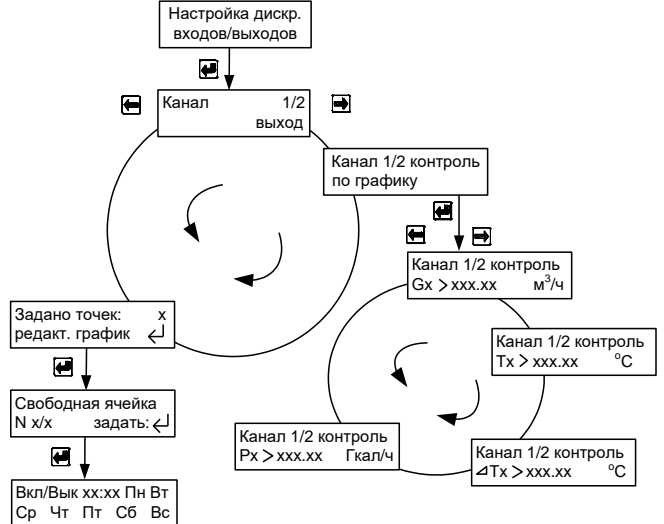 Настройка дискр.
входов/выходов
Канал 1/2
выход
Канал 1/2 контроль
по графику
Канал 1/2 контроль
Gx > xxx.xx м³/ч
Задано точек: x
редакт. график
Канал 1/2 контроль
Tx > xxx.xx °C
Свободная ячейка
N x/x задать:
Канал 1/2 контроль
Px > xxx.xx Гкал/ч
Канал 1/2 контроль
⊿Tx > xxx.xx °C
Вкл/Вык xx:xx Пн Вт
Ср Чт Пт Сб Вс